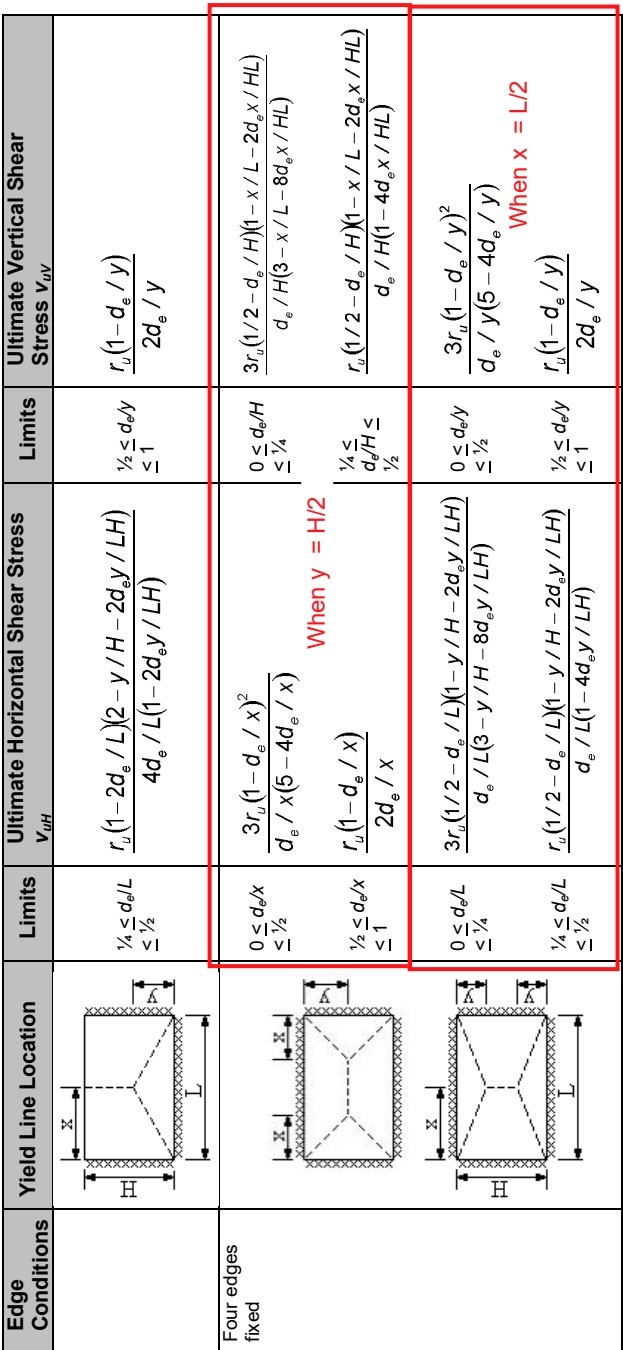 Edge Conditions | Yield Line Location | Limits | Ultimate Horizontal Shear Stress v_uH | Limits | Ultimate Vertical Shear Stress v_uV
x
H
y
L
¼ ≤ d_e/L ≤ ½
r_u(1−2d_e/L)(2−y/H−2d_e y/LH)
4d_e/L(1−2d_e y/LH)
½ ≤ d_e/y ≤ 1
r_u(1−d_e/y)
2d_e/y
Four edges fixed
x x
y
0 ≤ d_e/x ≤ ½
3r_u(1−d_e/x)²
d_e/x(5−4d_e/x)
0 ≤ d_e/H ≤ ¼
3r_u(1/2−d_e/H)(1−x/L−2d_e x/HL)
d_e/H(3−x/L−8d_e x/HL)
When y = H/2
½ ≤ d_e/x ≤ 1
r_u(1−d_e/x)
2d_e/x
¼ ≤ d_e/H ≤ ½
r_u(1/2−d_e/H)(1−x/L−2d_e x/HL)
d_e/H(1−4d_e x/HL)
x
H
y
y
L
0 ≤ d_e/L ≤ ¼
3r_u(1/2−d_e/L)(1−y/H−2d_e y/LH)
d_e/L(3−y/H−8d_e y/LH)
0 ≤ d_e/y ≤ ½
3r_u(1−d_e/y)²
d_e/y(5−4d_e/y)
When x = L/2
¼ ≤ d_e/L ≤ ½
r_u(1/2−d_e/L)(1−y/H−2d_e y/LH)
d_e/L(1−4d_e y/LH)
½ ≤ d_e/y ≤ 1
r_u(1−d_e/y)
2d_e/y